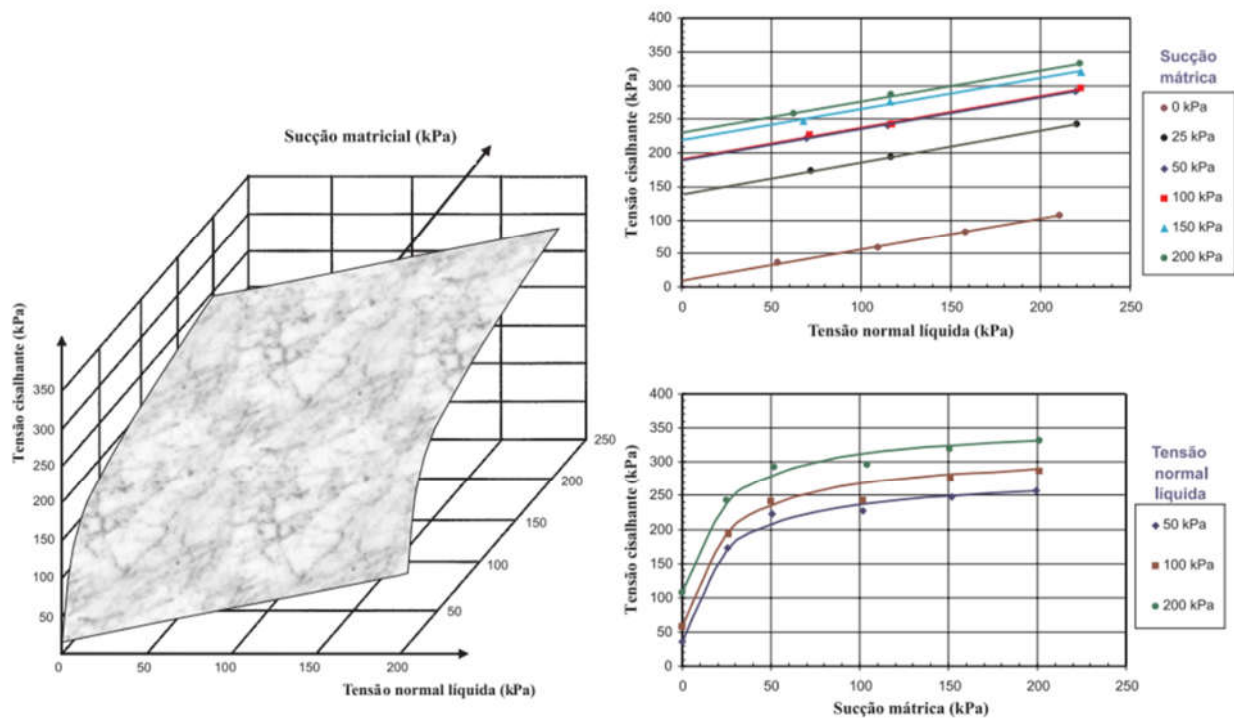 Sucção matricial (kPa)
Tensão cisalhante (kPa)
350
300
250
200
150
100
50
0
50
100
150
200
Tensão normal líquida (kPa)
50
100
150
200
250
Tensão cisalhante (kPa)
400
350
300
250
200
150
100
50
0
0
50
100
150
200
250
Tensão normal líquida (kPa)
Sucção
mátrica
0 kPa
25 kPa
50 kPa
100 kPa
150 kPa
200 kPa
Tensão cisalhante (kPa)
400
350
300
250
200
150
100
50
0
0
50
100
150
200
250
Sucção mátrica (kPa)
Tensão
normal
líquida
50 kPa
100 kPa
200 kPa